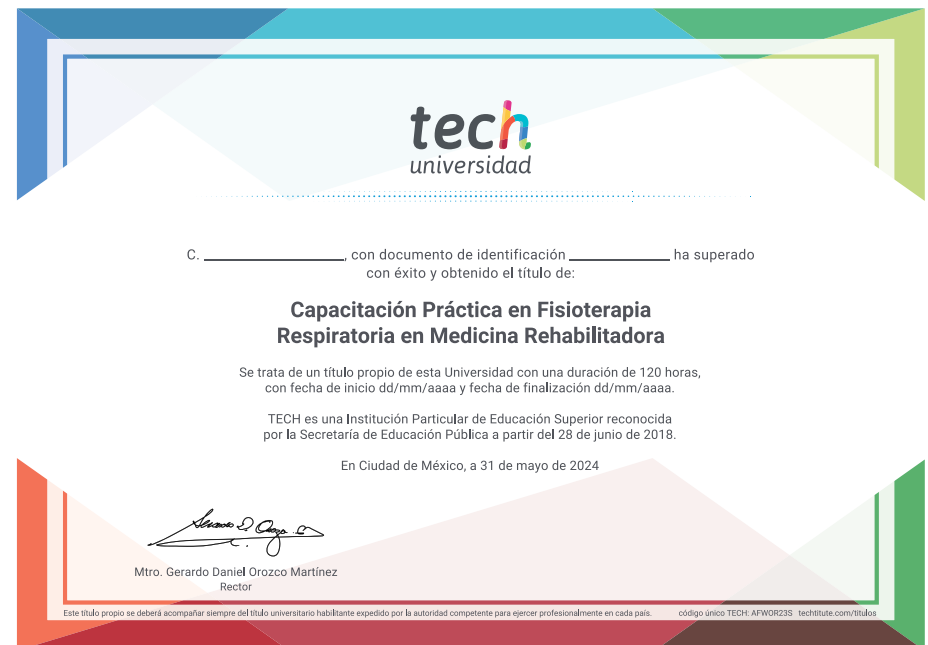 tech
universidad
C. ____________, con documento de identificación ____________ ha superado
con éxito y obtenido el título de:
Capacitación Práctica en Fisioterapia
Respiratoria en Medicina Rehabilitadora
Se trata de un título propio de esta Universidad con una duración de 120 horas,
con fecha de inicio dd/mm/aaaa y fecha de finalización dd/mm/aaaa.
TECH es una Institución Particular de Educación Superior reconocida
por la Secretaría de Educación Pública a partir del 28 de junio de 2018.
En Ciudad de México, a 31 de mayo de 2024
Mtro. Gerardo Daniel Orozco Martínez
Rector
Este título propio se deberá acompañar siempre del título universitario habilitante expedido por la autoridad competente para ejercer profesionalmente en cada país. código único TECH: AFWOR23S techtitute.com/titulos